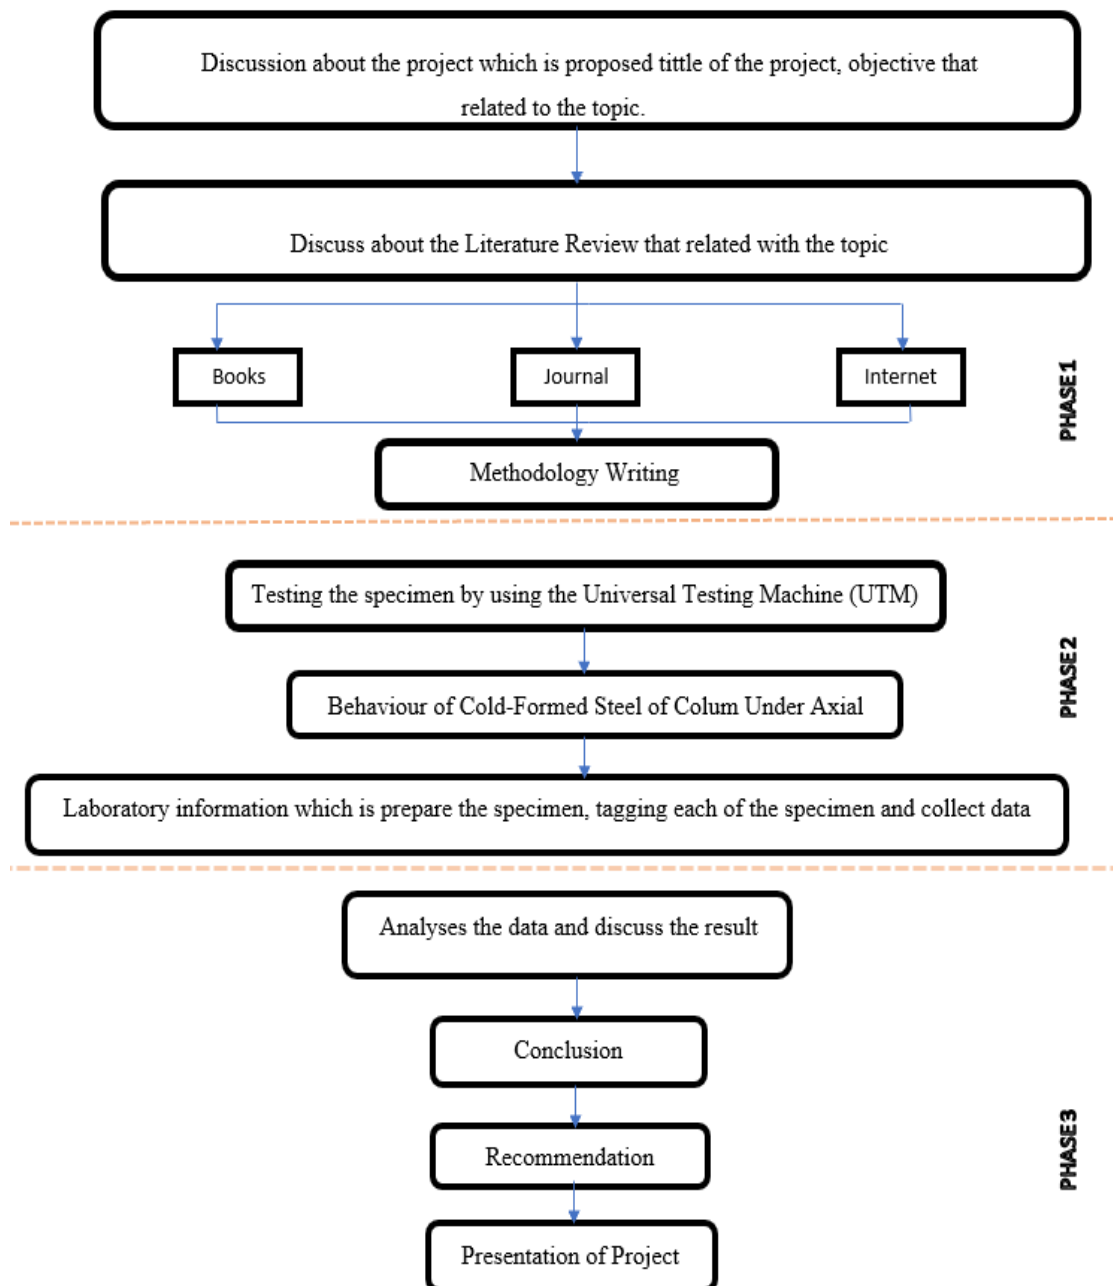 Discussion about the project which is proposed tittle of the project, objective that
related to the topic.
Discuss about the Literature Review that related with the topic
Books
Journal
Internet
PHASE1
Methodology Writing
Testing the specimen by using the Universal Testing Machine (UTM)
PHASE2
Behaviour of Cold-Formed Steel of Colum Under Axial
Laboratory information which is prepare the specimen, tagging each of the specimen and collect data
Analyses the data and discuss the result
Conclusion
Recommendation
PHASE3
Presentation of Project